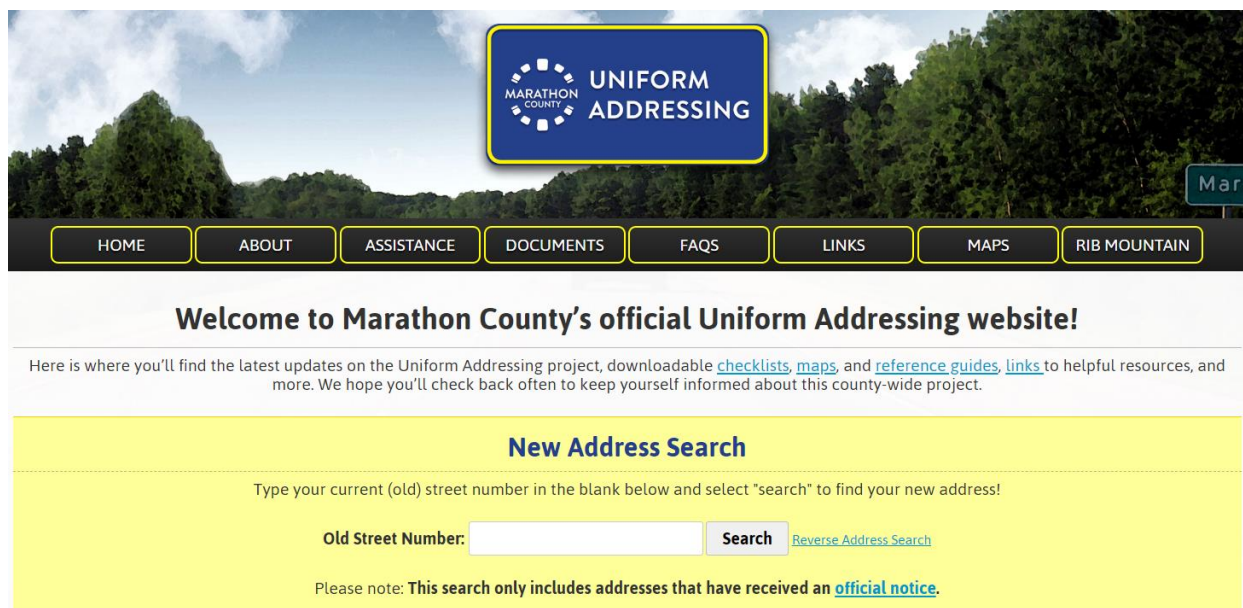 MARATHON
COUNTY
UNIFORM
ADDRESSING
Mar
HOME ABOUT ASSISTANCE DOCUMENTS FAQS LINKS MAPS RIB MOUNTAIN
Welcome to Marathon County’s official Uniform Addressing website!
Here is where you’ll find the latest updates on the Uniform Addressing project, downloadable checklists, maps, and reference guides, links to helpful resources, and
more. We hope you’ll check back often to keep yourself informed about this county-wide project.
New Address Search
Type your current (old) street number in the blank below and select "search" to find your new address!
Old Street Number: Search Reverse Address Search
Please note: This search only includes addresses that have received an official notice.